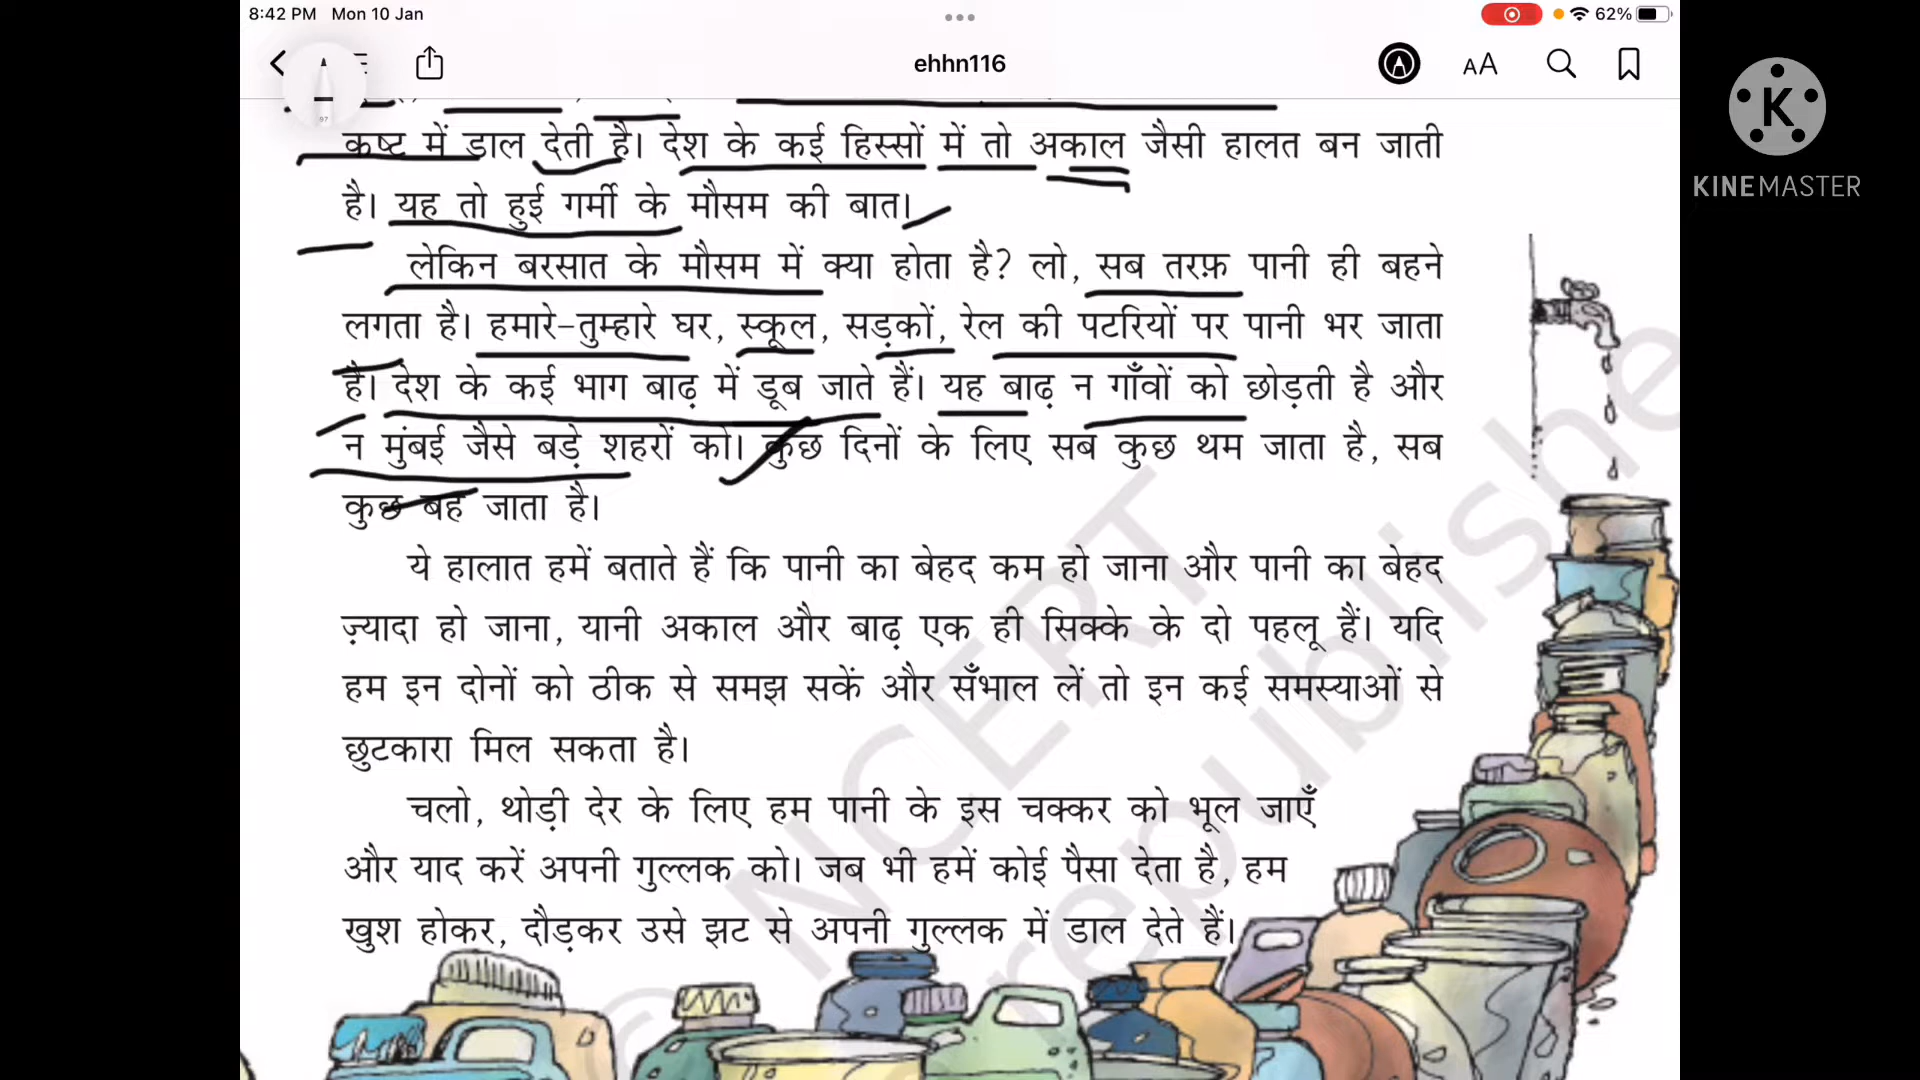 8:42 PM Mon 10 Jan
62%
ehhn116
AA
97
K
KINEMASTER
कष्ट में डाल देती है। देश के कई हिस्सों में तो अकाल जैसी हालत बन जाती
है। यह तो हुई गर्मी के मौसम की बात।
लेकिन बरसात के मौसम में क्या होता है? लो, सब तरफ़ पानी ही बहने
लगता है। हमारे-तुम्हारे घर, स्कूल, सड़कों, रेल की पटरियों पर पानी भर जाता
है। देश के कई भाग बाढ़ में डूब जाते हैं। यह बाढ़ न गाँवों को छोड़ती है और
न मुंबई जैसे बड़े शहरों को। कुछ दिनों के लिए सब कुछ थम जाता है, सब
कुछ बह जाता है।
ये हालात हमें बताते हैं कि पानी का बेहद कम हो जाना और पानी का बेहद
ज़्यादा हो जाना, यानी अकाल और बाढ़ एक ही सिक्के के दो पहलू हैं। यदि
हम इन दोनों को ठीक से समझ सकें और सँभाल लें तो इन कई समस्याओं से
छुटकारा मिल सकता है।
चलो, थोड़ी देर के लिए हम पानी के इस चक्कर को भूल जाएँ
और याद करें अपनी गुल्लक को। जब भी हमें कोई पैसा देता है, हम
खुश होकर, दौड़कर उसे झट से अपनी गुल्लक में डाल देते हैं।
NCERT
republishe